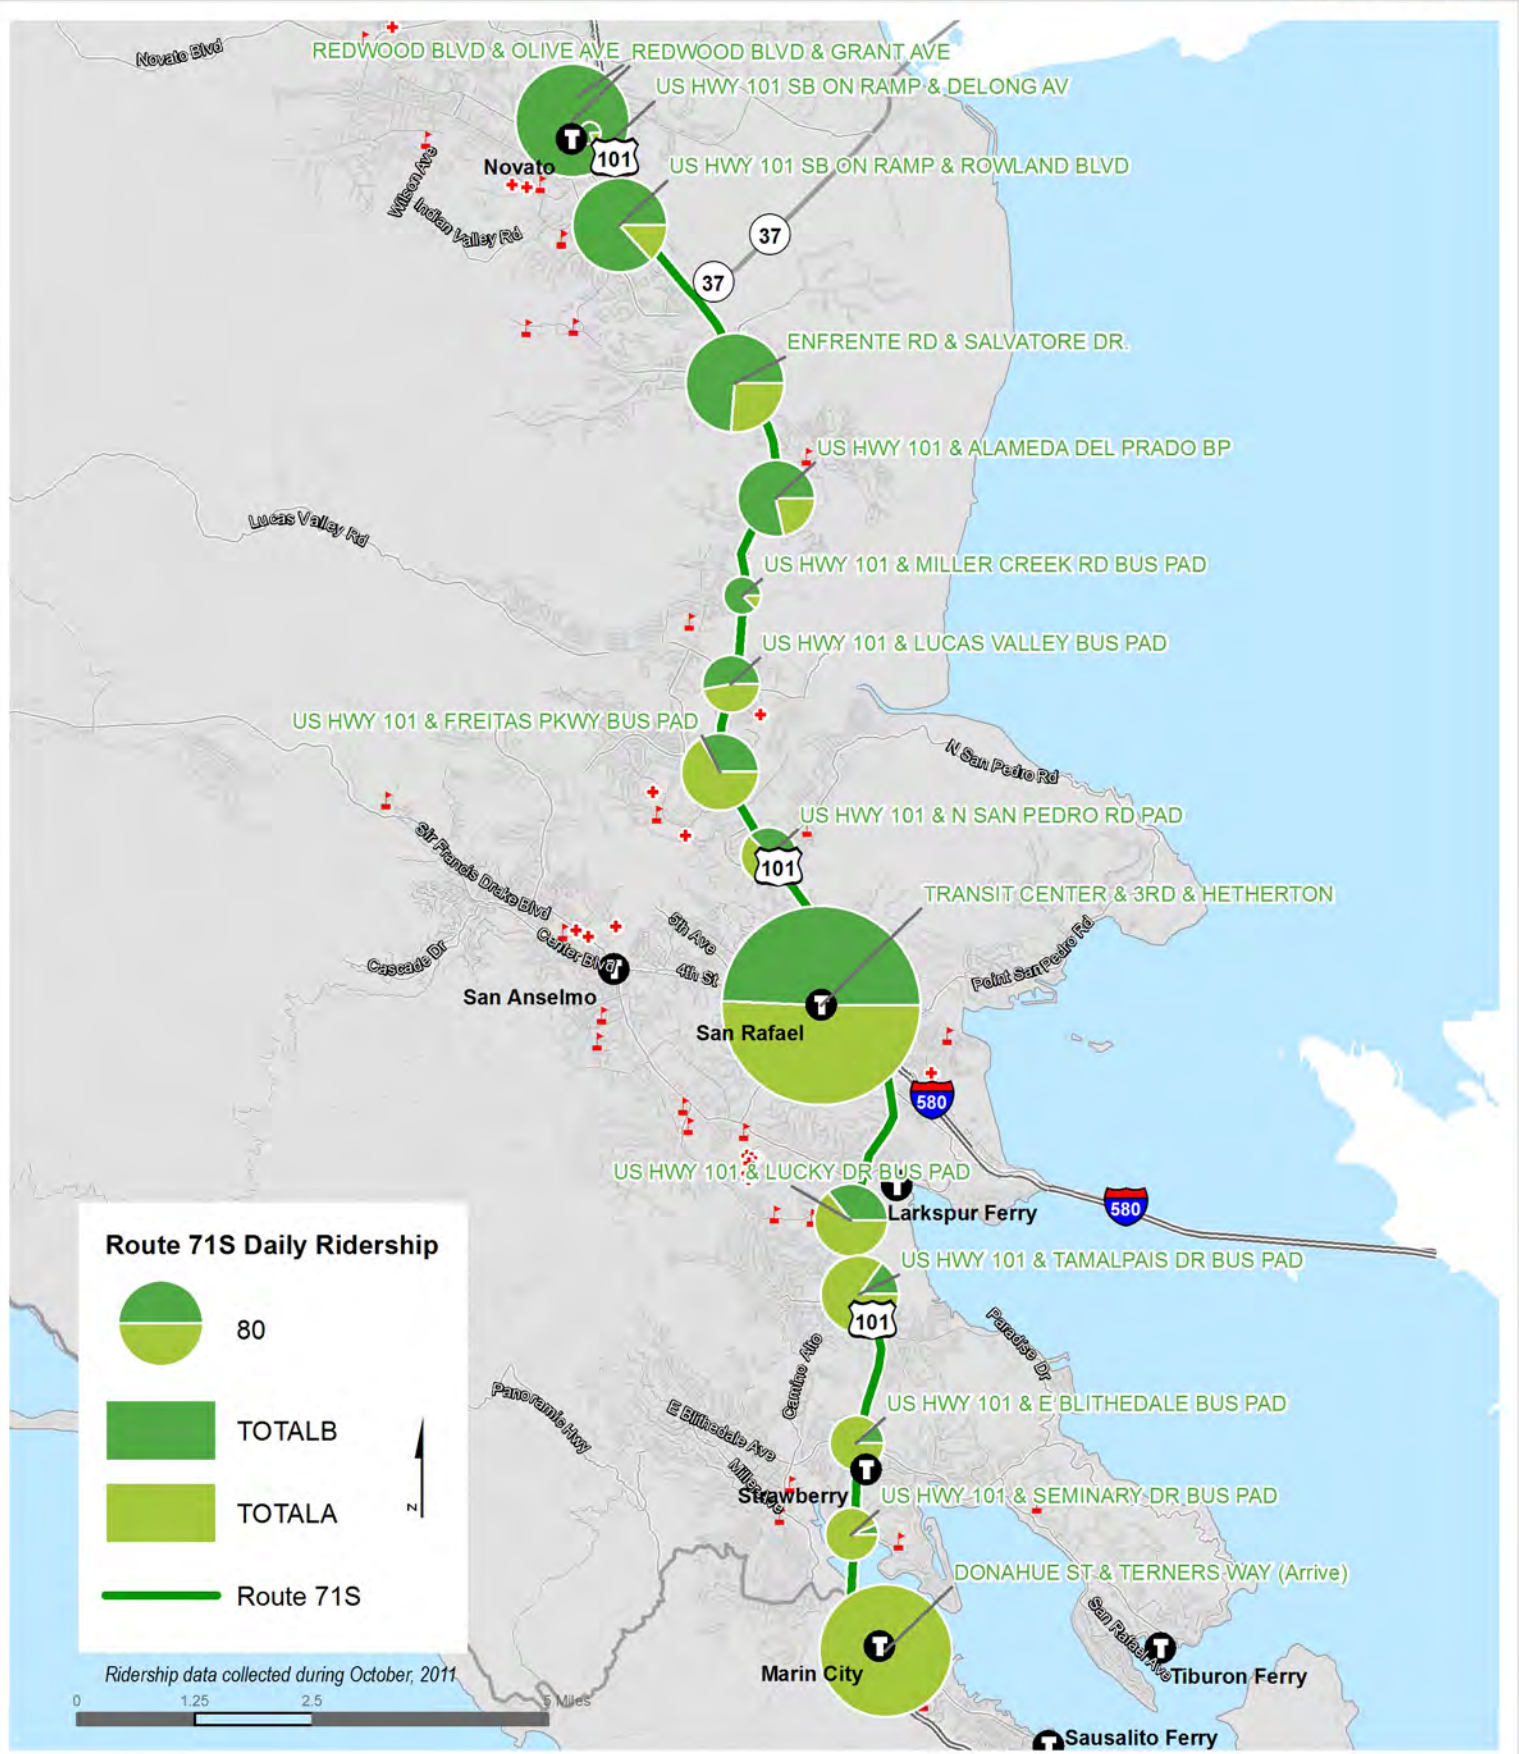 Novato Blvd
REDWOOD BLVD & OLIVE AVE
REDWOOD BLVD & GRANT AVE
US HWY 101 SB ON RAMP & DELONG AV
T
101
Novato
US HWY 101 SB ON RAMP & ROWLAND BLVD
Wilson Ave
Indian Valley Rd
37
37
ENFRENTE RD & SALVATORE DR.
US HWY 101 & ALAMEDA DEL PRADO BP
Lucas Valley Rd
US HWY 101 & MILLER CREEK RD BUS PAD
US HWY 101 & LUCAS VALLEY BUS PAD
US HWY 101 & FREITAS PKWY BUS PAD
N San Pedro Rd
US HWY 101 & N SAN PEDRO RD PAD
Sir Francis Drake Blvd
101
TRANSIT CENTER & 3RD & HETHERTON
5th Ave
Center Blvd
Cascade Dr
4th St
T
Point San Pedro Rd
San Anselmo
T
San Rafael
580
US HWY 101 & LUCKY DR BUS PAD
T
Larkspur Ferry
580
US HWY 101 & TAMALPAIS DR BUS PAD
101
Paradise Dr
Camino Alto
Panoramic Hwy
E Blithedale Ave
US HWY 101 & E BLITHEDALE BUS PAD
T
Miller Ave
Strawberry
US HWY 101 & SEMINARY DR BUS PAD
DONAHUE ST & TERNERS WAY (Arrive)
San Rafael Ave
T
Marin City
T
Tiburon Ferry
T
Sausalito Ferry
Route 71S Daily Ridership
80
TOTALB
TOTALA
N
Route 71S
Ridership data collected during October, 2011
0 1.25 2.5 5 Miles